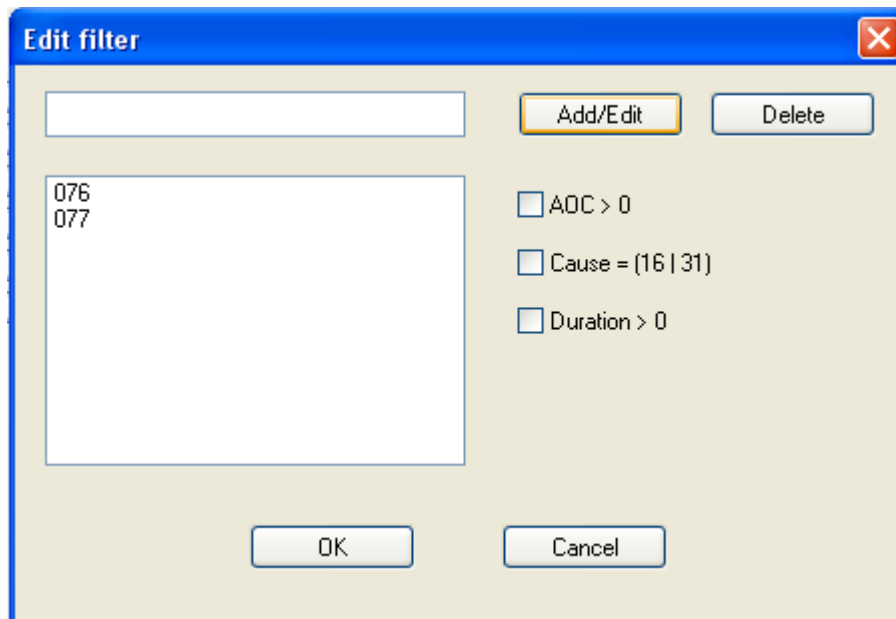 Edit filter
Add/Edit
Delete
076
077
AOC > 0
Cause = (16 | 31)
Duration > 0
OK
Cancel